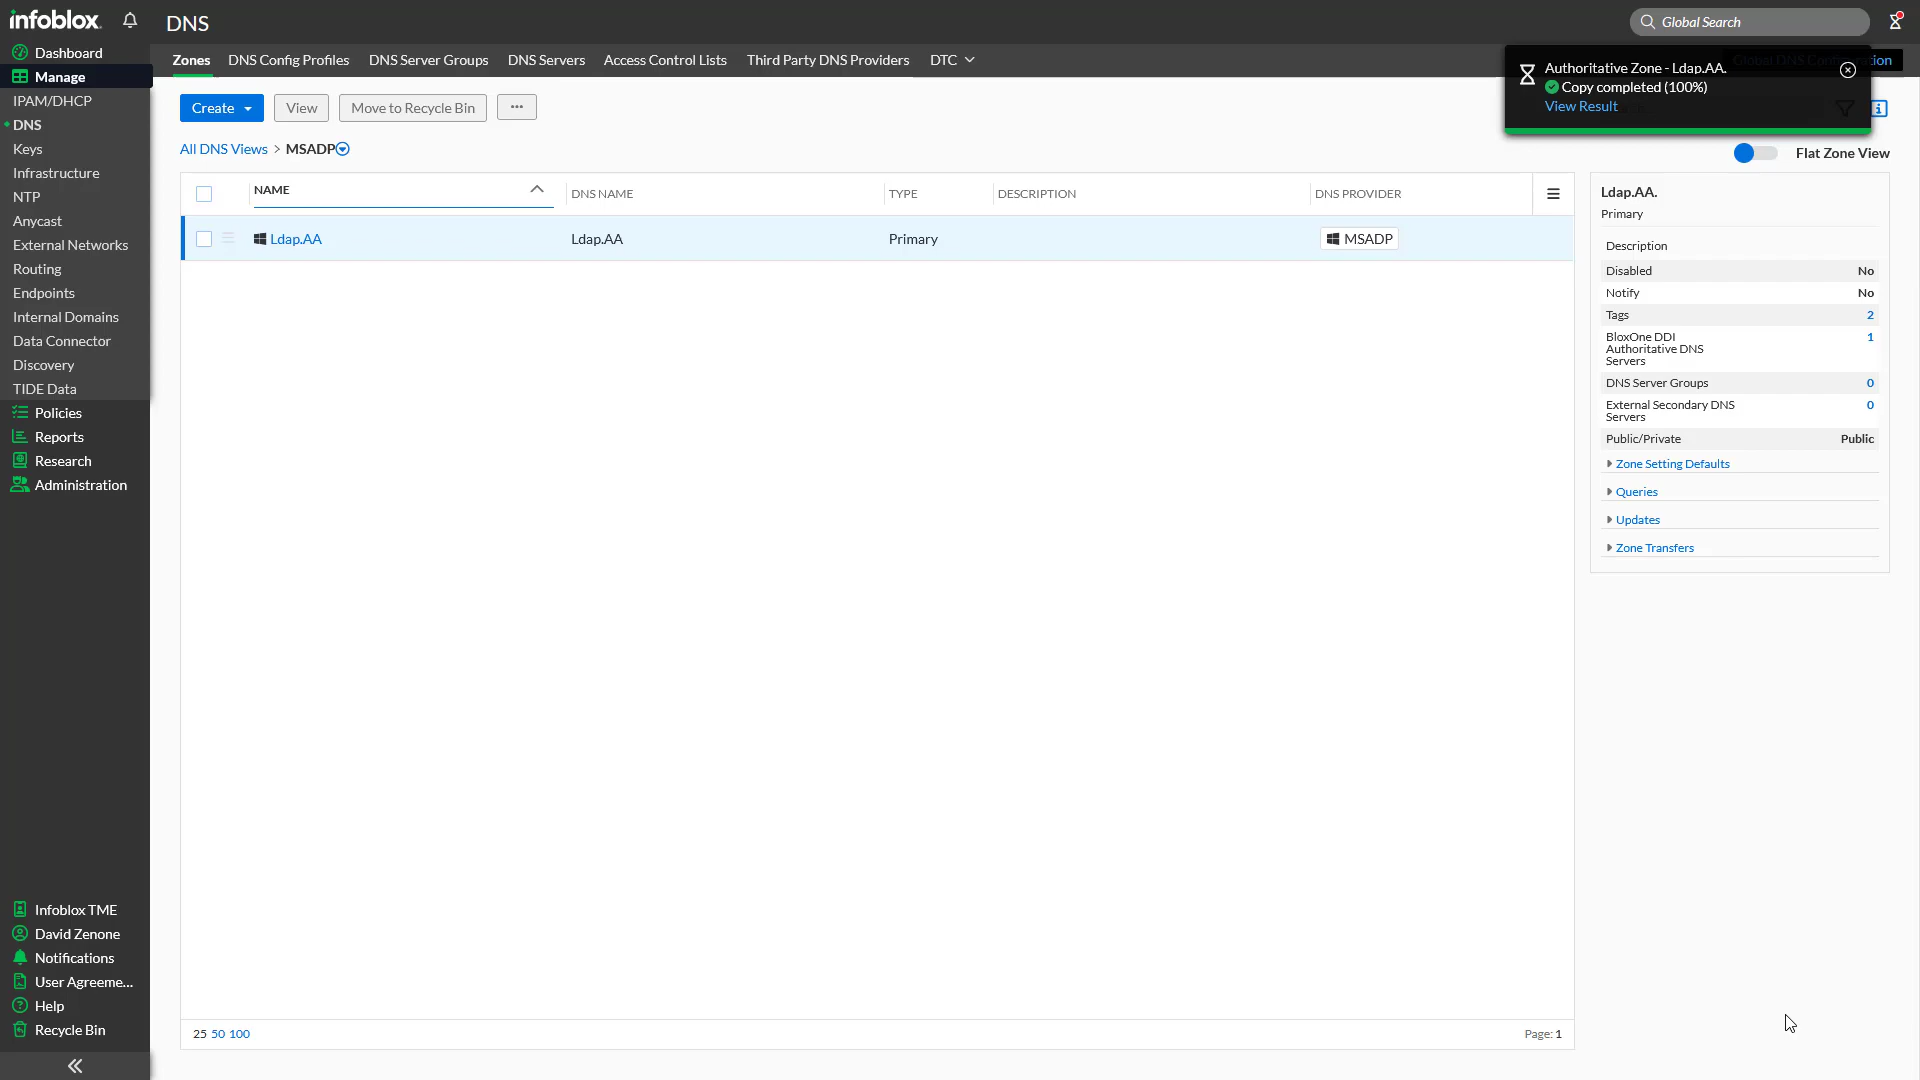 infoblox
DNS
Global Search
Dashboard
Manage
IPAM/DHCP
DNS
Keys
Infrastructure
NTP
Anycast
External Networks
Routing
Endpoints
Internal Domains
Data Connector
Discovery
TIDE Data
Policies
Reports
Research
Administration
Infoblox TME
David Zenone
Notifications
User Agreeme...
Help
Recycle Bin
Zones DNS Config Profiles DNS Server Groups DNS Servers Access Control Lists Third Party DNS Providers DTC
Global DNS Configuration
Authoritative Zone - Ldap.AA.
Copy completed (100%)
View Result
Create View Move to Recycle Bin ...
All DNS Views > MSADP
Flat Zone View
NAME DNS NAME TYPE DESCRIPTION DNS PROVIDER
Ldap.AA Ldap.AA Primary MSADP
25 50 100 Page: 1
Ldap.AA.
Primary
Description
Disabled No
Notify No
Tags 2
BloxOne DDI 1
Authoritative DNS
Servers
DNS Server Groups 0
External Secondary DNS 0
Servers
Public/Private Public
Zone Setting Defaults
Queries
Updates
Zone Transfers